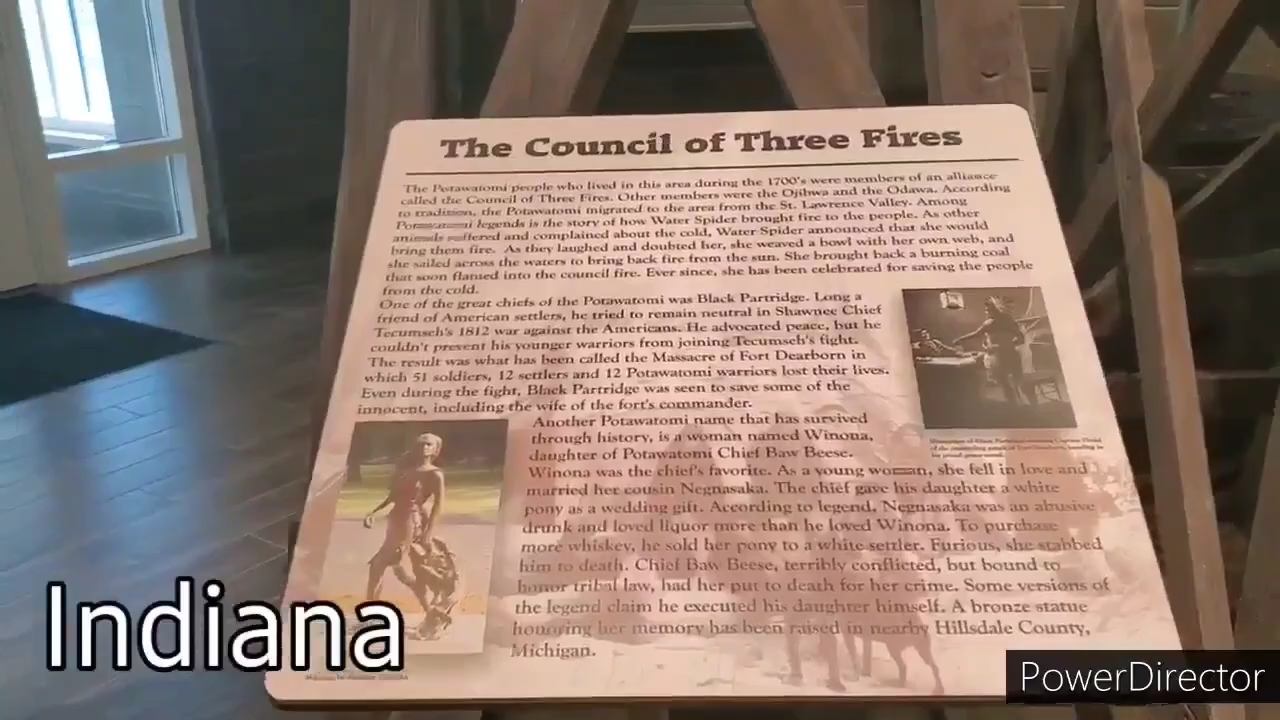 The Council of Three Fires
The Potawatomi people who lived in this area during the 1700's were members of an alliance
called the Council of Three Fires. Other members were the Ojibwa and the Odawa. According
to tradition, the Potawatomi migrated to the area from the St. Lawrence Valley. Among
Potawatomi legends is the story of how Water Spider brought fire to the people. As other
animals suffered and complained about the cold, Water Spider announced that she would
bring them fire. As they laughed and doubted her, she weaved a bowl with her own web, and
she sailed across the waters to bring back fire from the sun. She brought back a burning coal
that soon flamed into the council fire. Ever since, she has been celebrated for saving the people
from the cold.
One of the great chiefs of the Potawatomi was Black Partridge. Long a
friend of American settlers, he tried to remain neutral in Shawnee Chief
Tecumseh's 1812 war against the Americans. He advocated peace, but he
couldn't prevent his younger warriors from joining Tecumseh's fight.
The result was what has been called the Massacre of Fort Dearborn in
which 51 soldiers, 12 settlers and 12 Potawatomi warriors lost their lives.
Even during the fight, Black Partridge was seen to save some of the
innocent, including the wife of the fort's commander.
Another Potawatomi name that has survived
through history, is a woman named Winona,
daughter of Potawatomi Chief Baw Beese.
Winona was the chief's favorite. As a young woman, she fell in love and
married her cousin Negnasaka. The chief gave his daughter a white
pony as a wedding gift. According to legend, Negnasaka was an abusive
drunk and loved liquor more than he loved Winona. To purchase
more whiskey, he sold her pony to a white settler. Furious, she stabbed
him to death. Chief Baw Beese, terribly conflicted, but bound to
honor tribal law, had her put to death for her crime. Some versions of
the legend claim he executed his daughter himself. A bronze statue
honoring her memory has been raised in nearby Hillsdale County,
Michigan.
Indiana
PowerDirector